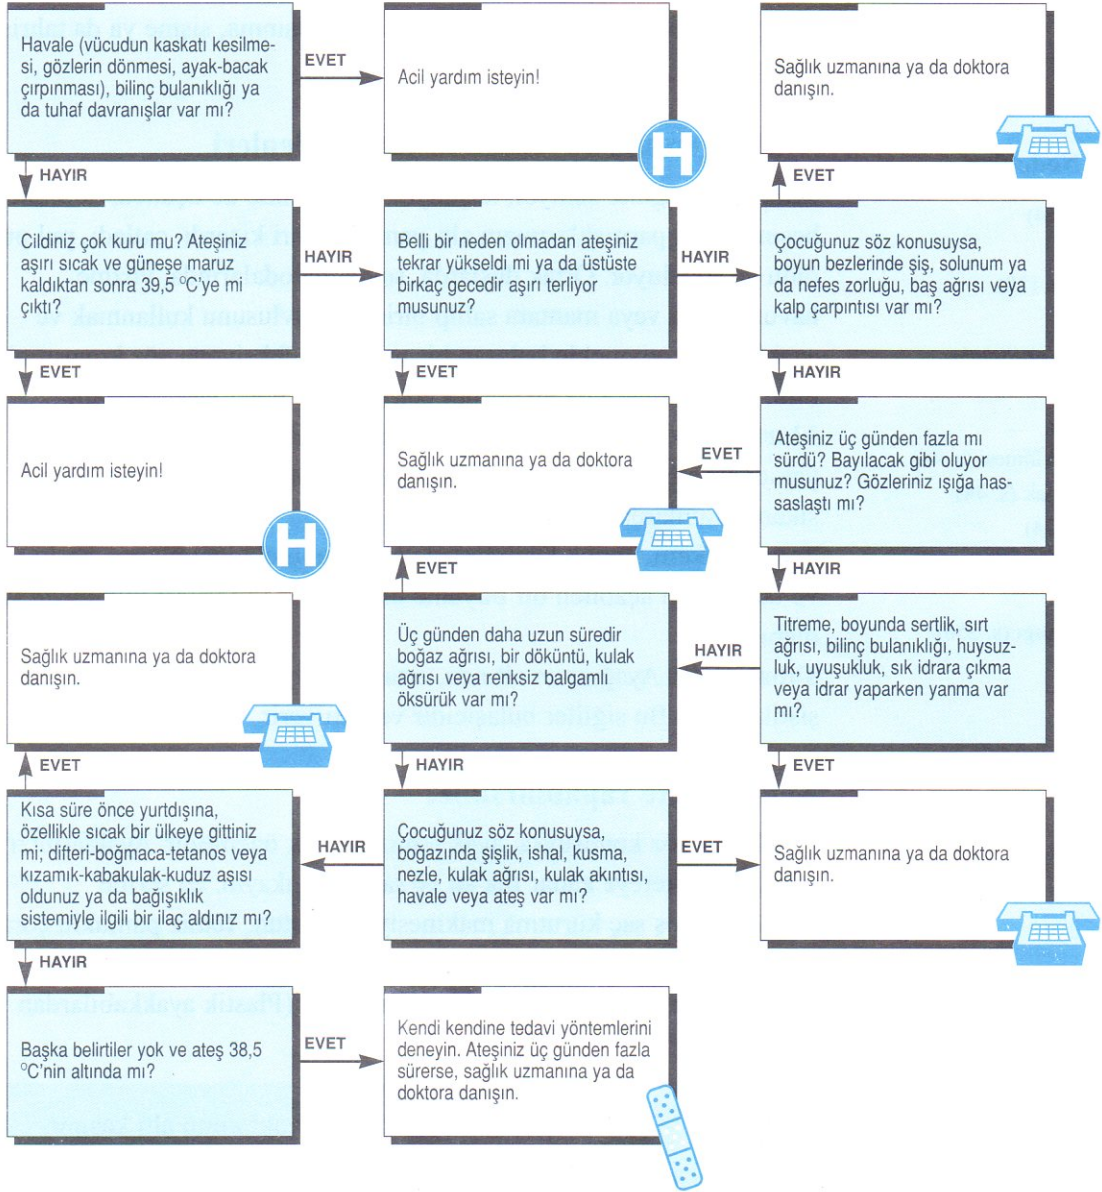 Havale (vücudun kaskatı kesilme-
si, gözlerin dönmesi, ayak-bacak
çırpınması), bilinç bulanıklığı ya
da tuhaf davranışlar var mı?
EVET
Acil yardım isteyin!
H
Sağlık uzmanına ya da doktora
danışın.
HAYIR
EVET
Cildiniz çok kuru mu? Ateşiniz
aşırı sıcak ve güneşe maruz
kaldıktan sonra 39,5 °C'ye mi
çıktı?
HAYIR
Belli bir neden olmadan ateşiniz
tekrar yükseldi mi ya da üstüste
birkaç gecedir aşırı terliyor
musunuz?
HAYIR
Çocuğunuz söz konusuysa,
boyun bezlerinde şiş, solunum ya
da nefes zorluğu, baş ağrısı veya
kalp çarpıntısı var mı?
EVET
EVET
HAYIR
Acil yardım isteyin!
H
Sağlık uzmanına ya da doktora
danışın.
EVET
Ateşiniz üç günden fazla mı
sürdü? Bayılacak gibi oluyor
musunuz? Gözleriniz ışığa has-
saslaştı mı?
EVET
HAYIR
Sağlık uzmanına ya da doktora
danışın.
Üç günden daha uzun süredir
boğaz ağrısı, bir döküntü, kulak
ağrısı veya renksiz balgamlı
öksürük var mı?
HAYIR
Titreme, boyunda sertlik, sırt
ağrısı, bilinç bulanıklığı, huysuz-
luk, uyuşukluk, sık idrara çıkma
veya idrar yaparken yanma var
mı?
EVET
HAYIR
EVET
Kısa süre önce yurtdışına,
özellikle sıcak bir ülkeye gittiniz
mi; difteri-boğmaca-tetanos veya
kızamık-kabakulak-kuduz aşısı
oldunuz ya da bağışıklık
sistemiyle ilgili bir ilaç aldınız mı?
HAYIR
Çocuğunuz söz konusuysa,
boğazında şişlik, ishal, kusma,
nezle, kulak ağrısı, kulak akıntısı,
havale veya ateş var mı?
EVET
Sağlık uzmanına ya da doktora
danışın.
HAYIR
Başka belirtiler yok ve ateş 38,5
°C'nin altında mı?
EVET
Kendi kendine tedavi yöntemlerini
deneyin. Ateşiniz üç günden fazla
sürerse, sağlık uzmanına ya da
doktora danışın.